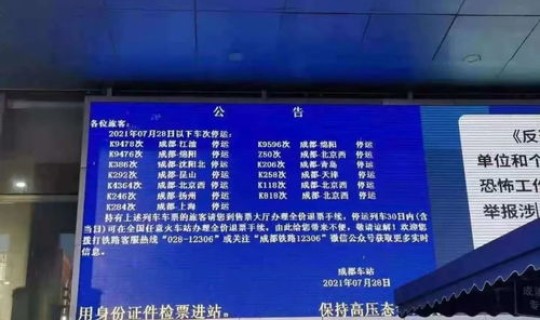 公 告
各位旅客:
2021年07月28日以下车次停运:
K9478次 成都-江油 停运 K9596次 成都-绵阳 停运
K9476次 成都-绵阳 停运 Z50次 成都-北京西 停运
K386次 成都-沈阳北 停运 K206次 成都-青岛 停运
K292次 成都-昆山 停运 K258次 成都-天津 停运
K4364次 成都-北京西 停运 K118次 成都-北京西 停运
K246次 成都-扬州 停运 K818次 成都-北京西 停运
K284次 成都-上海 停运
持有上述列车车票的旅客请您到售票大厅办理全价退票手续,停运列车30日内(含
当日)可在全国任意火车站办理全价退票手续,由此给您带来不便,敬请谅解!欢迎您
拨打铁路客服热线"028-12306"或关注"成都铁路12306"微信公众号获取更多实时
信息。
成都车站
2021年07月28日
用身份证件检票进站。 保持高压态
《反
单位和个
恐怖工作
举报涉